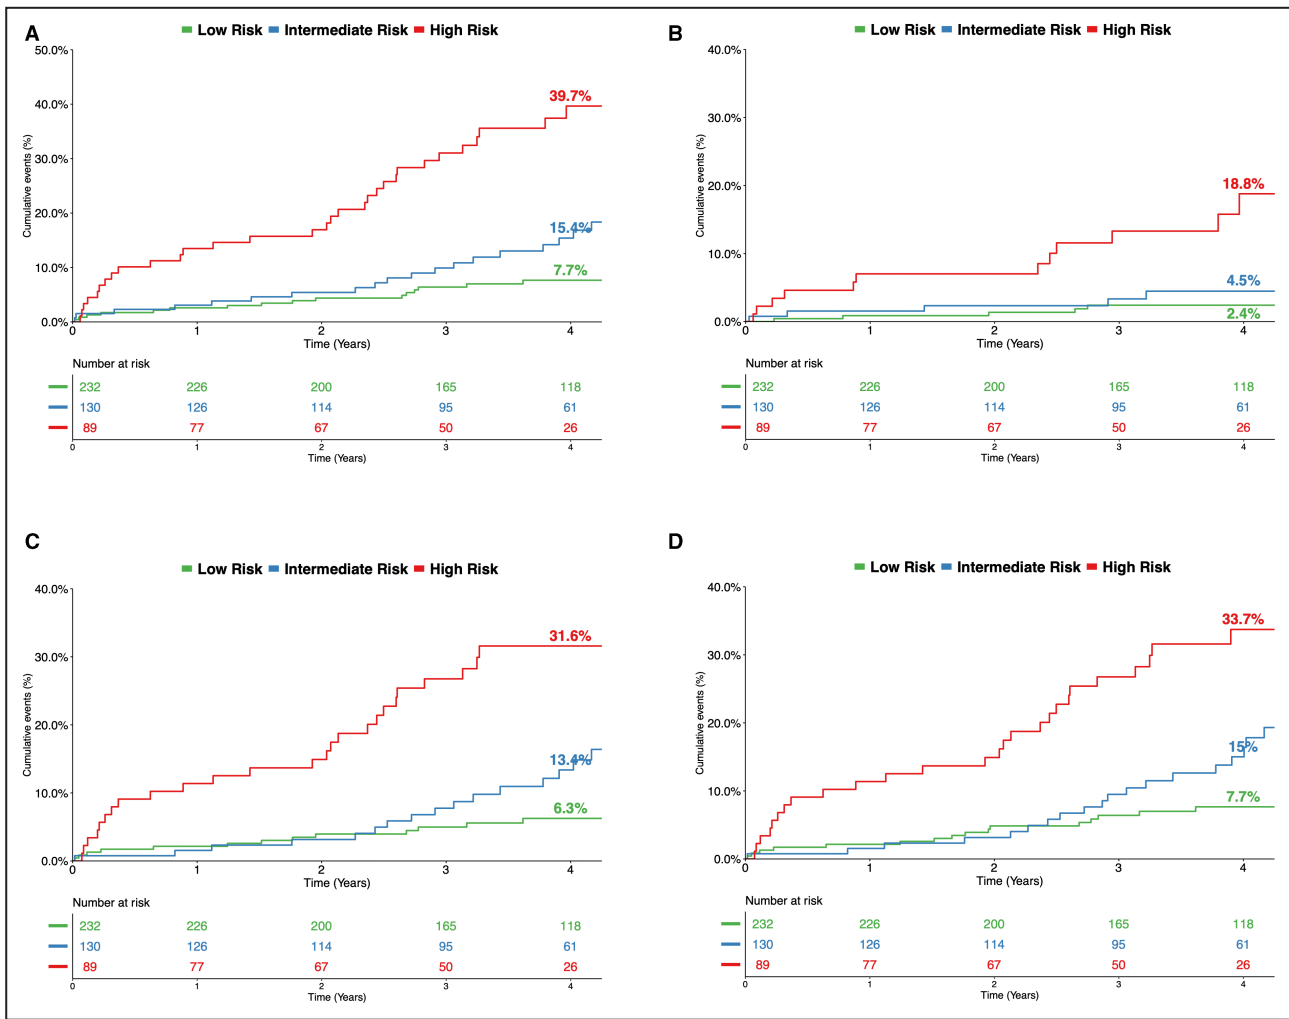 A
Low Risk Intermediate Risk High Risk
50.0%
40.0%
30.0%
20.0%
10.0%
0.0%
Cumulative events (%)
39.7%
15.4%
7.7%
0 1 2 3 4
Time (Years)
Number at risk
232 226 200 165 118
130 126 114 95 61
89 77 67 50 26
0 1 2 3 4
Time (Years)
B
Low Risk Intermediate Risk High Risk
40.0%
30.0%
20.0%
10.0%
0.0%
Cumulative events (%)
18.8%
4.5%
2.4%
0 1 2 3 4
Time (Years)
Number at risk
232 226 200 165 118
130 126 114 95 61
89 77 67 50 26
0 1 2 3 4
Time (Years)
C
Low Risk Intermediate Risk High Risk
40.0%
30.0%
20.0%
10.0%
0.0%
Cumulative events (%)
31.6%
13.4%
6.3%
0 1 2 3 4
Time (Years)
Number at risk
232 226 200 165 118
130 126 114 95 61
89 77 67 50 26
0 1 2 3 4
Time (Years)
D
Low Risk Intermediate Risk High Risk
40.0%
30.0%
20.0%
10.0%
0.0%
Cumulative events (%)
33.7%
15%
7.7%
0 1 2 3 4
Time (Years)
Number at risk
232 226 200 165 118
130 126 114 95 61
89 77 67 50 26
0 1 2 3 4
Time (Years)